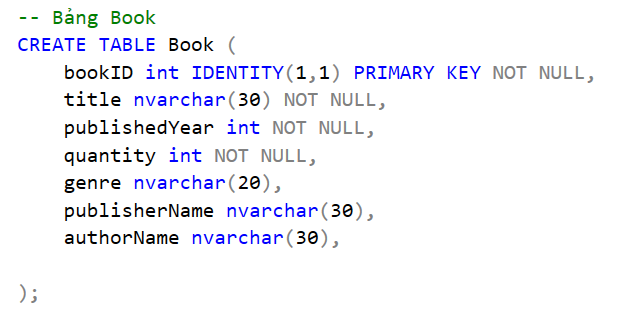 -- Bảng Book
CREATE TABLE Book (
    bookID int IDENTITY(1,1) PRIMARY KEY NOT NULL,
    title nvarchar(30) NOT NULL,
    publishedYear int NOT NULL,
    quantity int NOT NULL,
    genre nvarchar(20),
    publisherName nvarchar(30),
    authorName nvarchar(30),
);